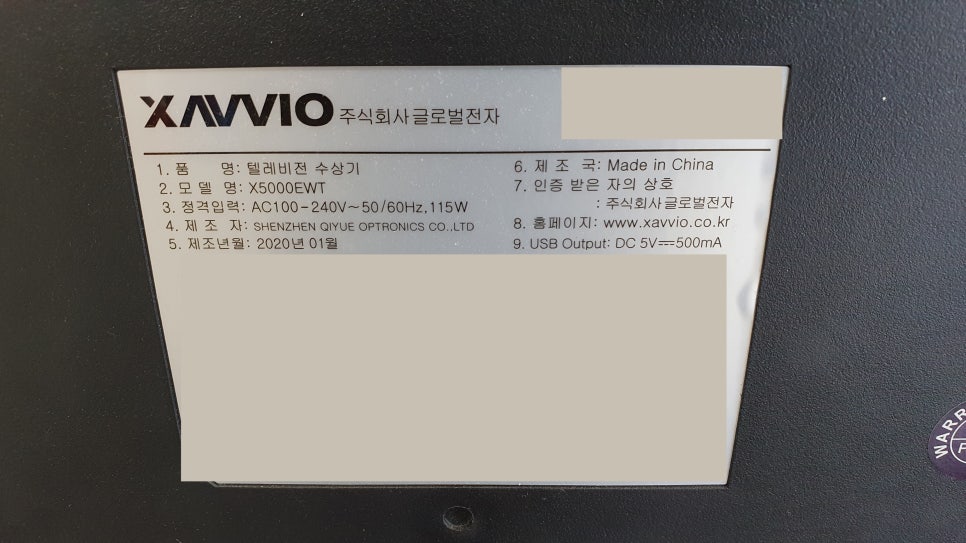 XAVVIO 주식회사 글로벌전자
1. 품 명: 텔레비전 수상기
2. 모 델 명: X5000EWT
3. 정격입력: AC100-240V~50/60Hz, 115W
4. 제 조 자: SHENZHEN QIYUE OPTRONICS CO.,LTD
5. 제조년월: 2020년 01월
6. 제 조 국: Made in China
7. 인증 받은 자의 상호
: 주식회사 글로벌전자
8. 홈페이지: www.xavvio.co.kr
9. USB Output: DC 5V⎓500mA